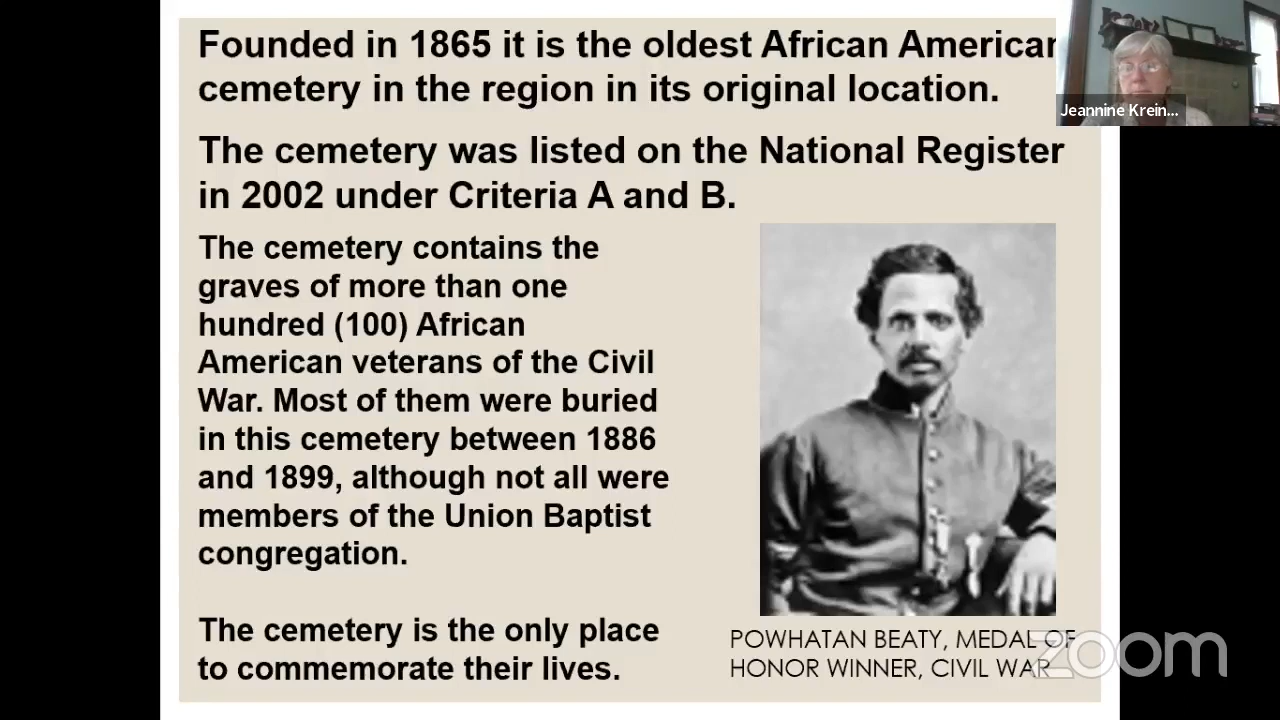 Founded in 1865 it is the oldest African American
cemetery in the region in its original location.
The cemetery was listed on the National Register
in 2002 under Criteria A and B.
The cemetery contains the
graves of more than one
hundred (100) African
American veterans of the Civil
War. Most of them were buried
in this cemetery between 1886
and 1899, although not all were
members of the Union Baptist
congregation.
The cemetery is the only place
to commemorate their lives.
POWHATAN BEATY, MEDAL OF
HONOR WINNER, CIVIL WAR
Jeannine Krein...
zoom